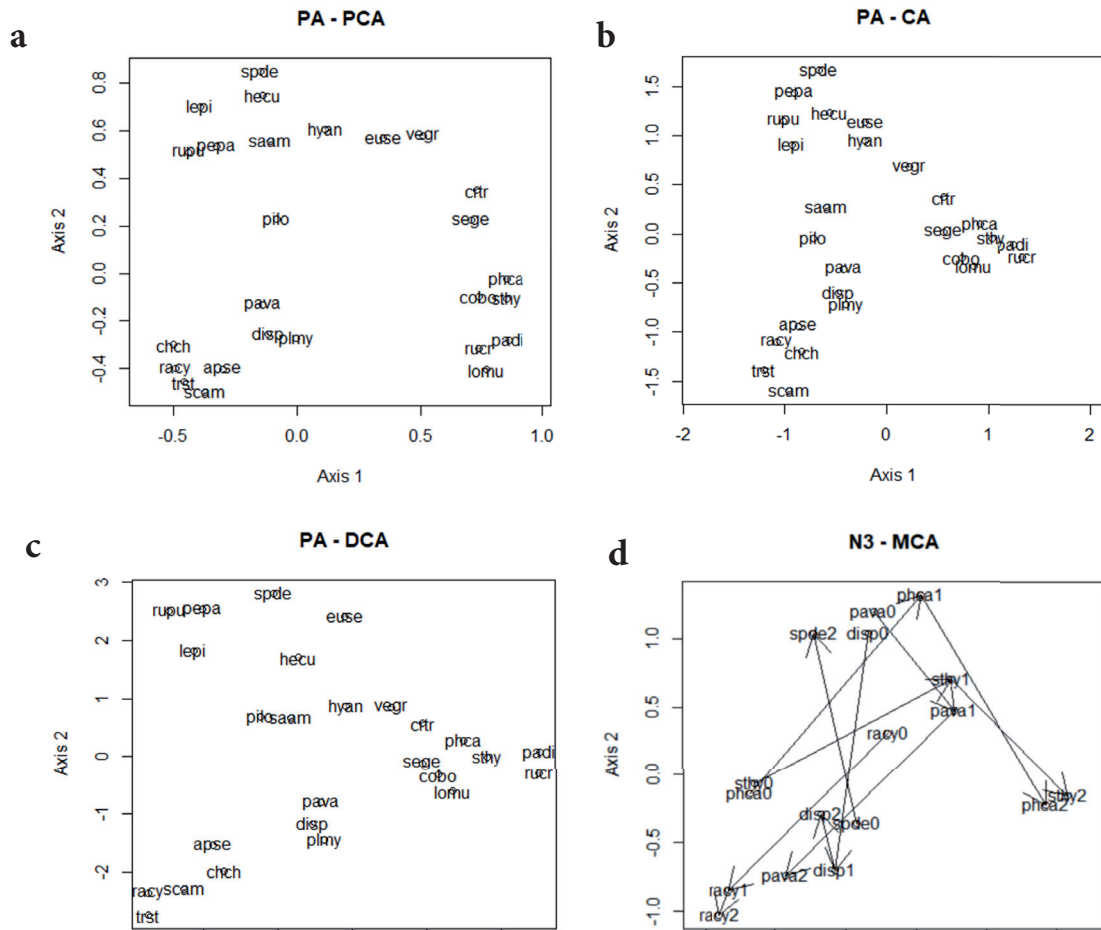 a
PA - PCA
0.8
0.6
0.4
0.2
0.0
-0.2
-0.4
Axis 2
spde
hecu
lepi
hyan
saam
euse
vegr
rupu
pepa
cftr
pilo
sege
phca
cobo
sthy
pava
disp
plmy
padi
chch
rucr
racy
apse
lomu
trst
scam
-0.5
0.0
0.5
1.0
Axis 1
b
PA - CA
1.5
1.0
0.5
0.0
-0.5
-1.0
-1.5
Axis 2
spde
pepa
hecu
rupu
euse
lepi
hyan
vegr
cftr
saam
phca
sege
pilo
sthy
padi
cobo
rucr
lomu
pava
disp
plmy
apse
racy
chch
trst
scam
-2
-1
0
1
2
Axis 1
c
PA - DCA
3
2
1
0
-1
-2
Axis 2
spde
rupu
pepa
euse
lepi
hecu
hyan
vegr
pilo
saam
cftr
phca
padi
sthy
sege
cobo
rucr
lomu
pava
disp
plmy
apse
chch
racy
scam
trst
d
N3 - MCA
1.0
0.5
0.0
-0.5
-1.0
Axis 2
phca1
pava0
spde2
disp0
sthy1
pava1
racy0
sthy0
phca0
sthy2
phca2
disp2
spde0
disp1
pava2
racy1
racy2